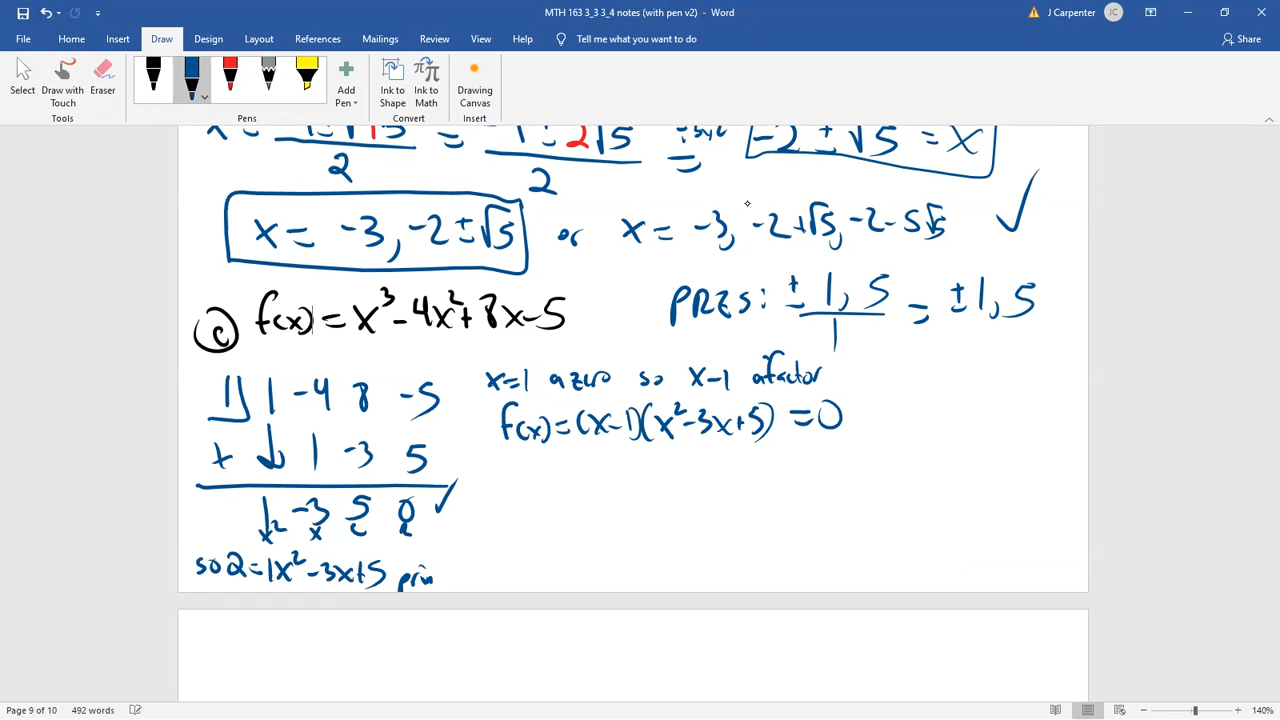 MTH 163 3_3 3_4 notes (with pen v2) - Word
J Carpenter
JC
File Home Insert Draw Design Layout References Mailings Review View Help Tell me what you want to do
Share
Select Draw with Touch Eraser
Add Pen
Ink to Shape Ink to Math Drawing Canvas
Tools Pens Convert Insert
2 = 2 = -2 ± √5 = x
x = -3, -2 ± √5 or x = -3, -2 + √5, -2 - 5√5 ✓
PRZS: ± 1, 5 / 1 = ± 1, 5
c f(x) = x³ - 4x² + 8x - 5
1 | 1 -4 8 -5
+ ↓ 1 -3 5
1 -3 5 0 ✓
x² x c R
so Q = 1x² - 3x + 5 prim
x=1 a zero so x-1 a factor
f(x) = (x-1)(x² - 3x + 5) = 0
Page 9 of 10 492 words
140%